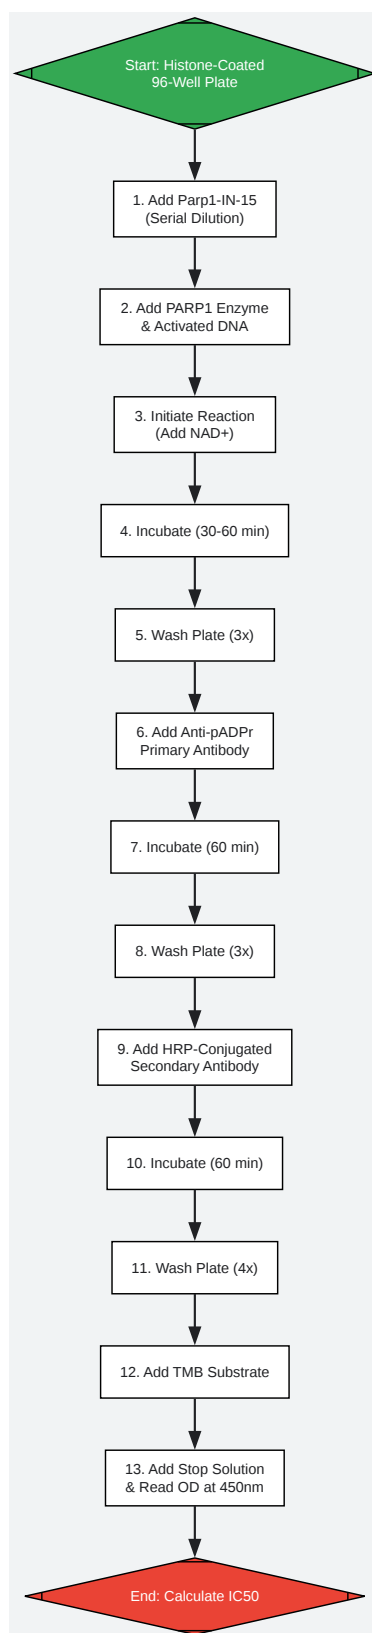 Start: Histone-Coated
96-Well Plate
1. Add Parp1-IN-15
(Serial Dilution)
2. Add PARP1 Enzyme
& Activated DNA
3. Initiate Reaction
(Add NAD+)
4. Incubate (30-60 min)
5. Wash Plate (3x)
6. Add Anti-pADPr
Primary Antibody
7. Incubate (60 min)
8. Wash Plate (3x)
9. Add HRP-Conjugated
Secondary Antibody
10. Incubate (60 min)
11. Wash Plate (4x)
12. Add TMB Substrate
13. Add Stop Solution
& Read OD at 450nm
End: Calculate IC50